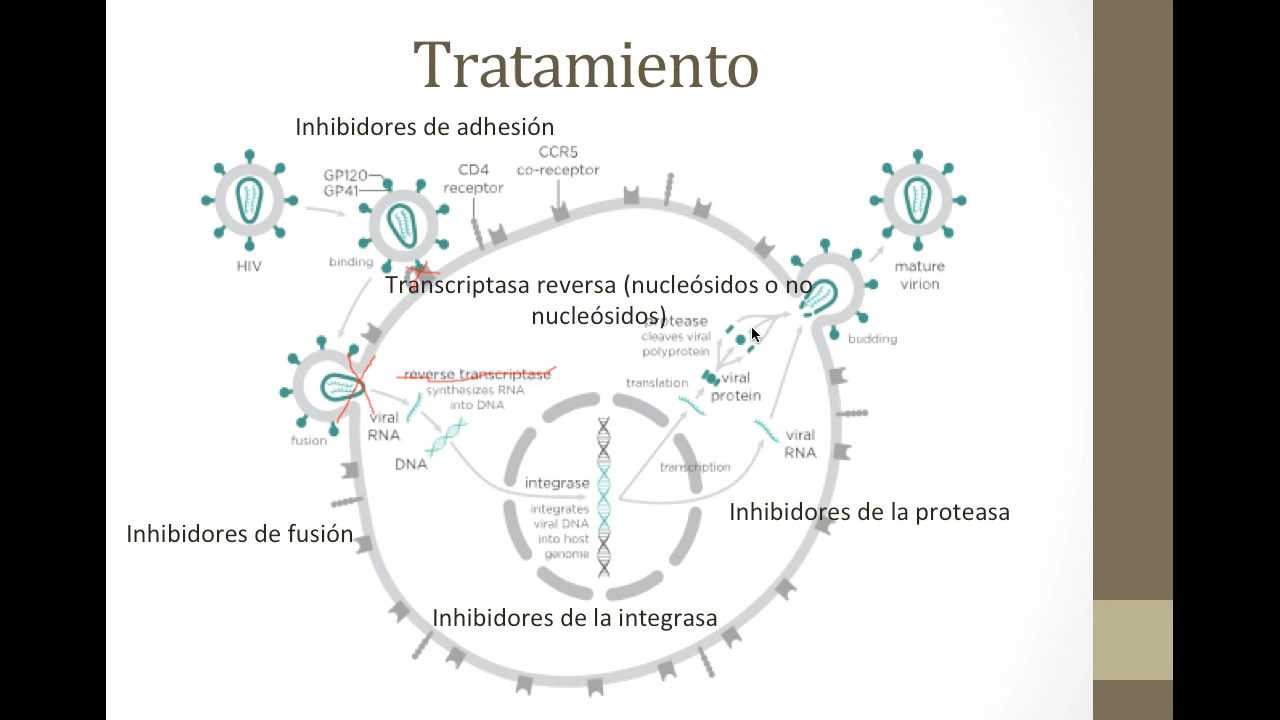 Tratamiento
Inhibidores de adhesión
CCR5
co-receptor
CD4
receptor
GP120
GP41
HIV
binding
mature
virion
Transcriptasa reversa (nucleósidos o no
nucleósidos)
protease
cleaves viral
polyprotein
budding
reverse transcriptase
synthesizes RNA
into DNA
translation
viral
protein
fusion
viral
RNA
DNA
viral
RNA
transcription
integrase
integrates
viral DNA
into host
genome
Inhibidores de la proteasa
Inhibidores de fusión
Inhibidores de la integrasa